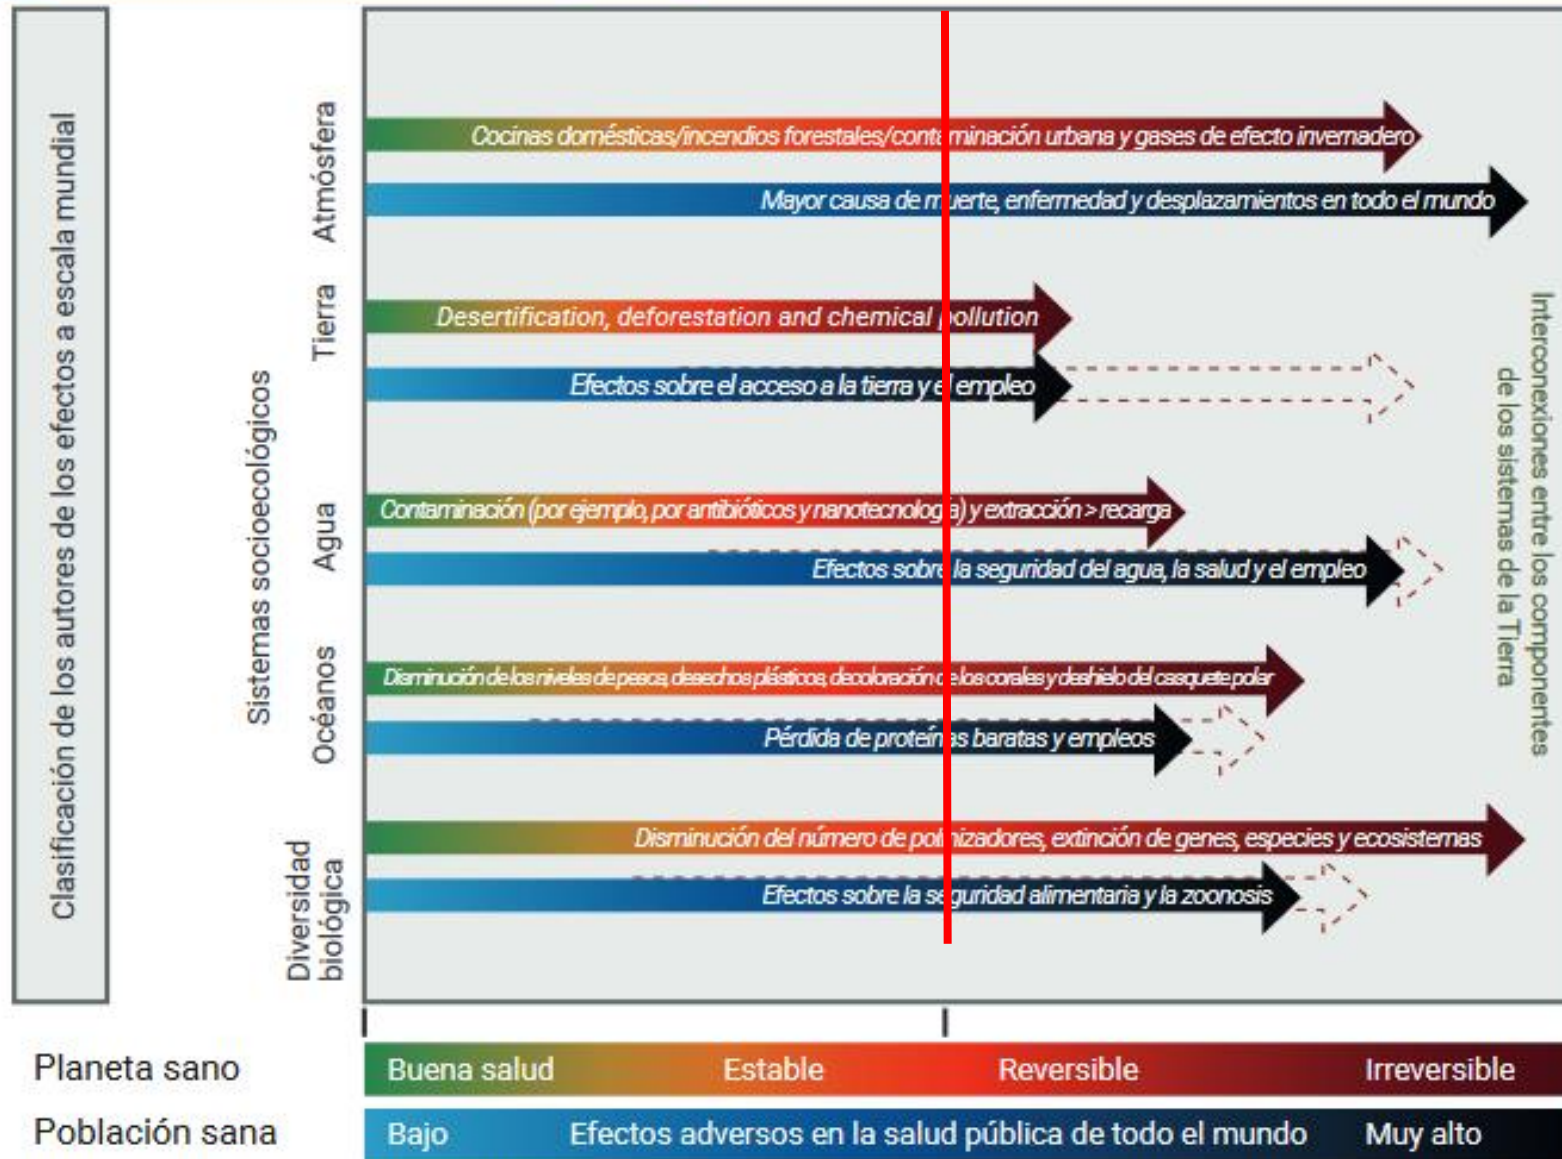 Clasificación de los autores de los efectos a escala mundial
Sistemas socioecológicos
Atmósfera
Cocinas domésticas/incendios forestales/contaminación urbana y gases de efecto invernadero
Mayor causa de muerte, enfermedad y desplazamientos en todo el mundo
Tierra
Desertification, deforestation and chemical pollution
Efectos sobre el acceso a la tierra y el empleo
Agua
Contaminación (por ejemplo, por antibióticos y nanotecnología) y extracción > recarga
Efectos sobre la seguridad del agua, la salud y el empleo
Océanos
Disminución de los niveles de pesca, desechos plásticos, decoloración de los corales y deshielo del casquete polar
Pérdida de proteínas baratas y empleos
Diversidad
biológica
Disminución del número de polinizadores, extinción de genes, especies y ecosistemas
Efectos sobre la seguridad alimentaria y la zoonosis
Interconexiones entre los componentes
de los sistemas de la Tierra
Planeta sano
Buena salud Estable Reversible Irreversible
Población sana
Bajo Efectos adversos en la salud pública de todo el mundo Muy alto